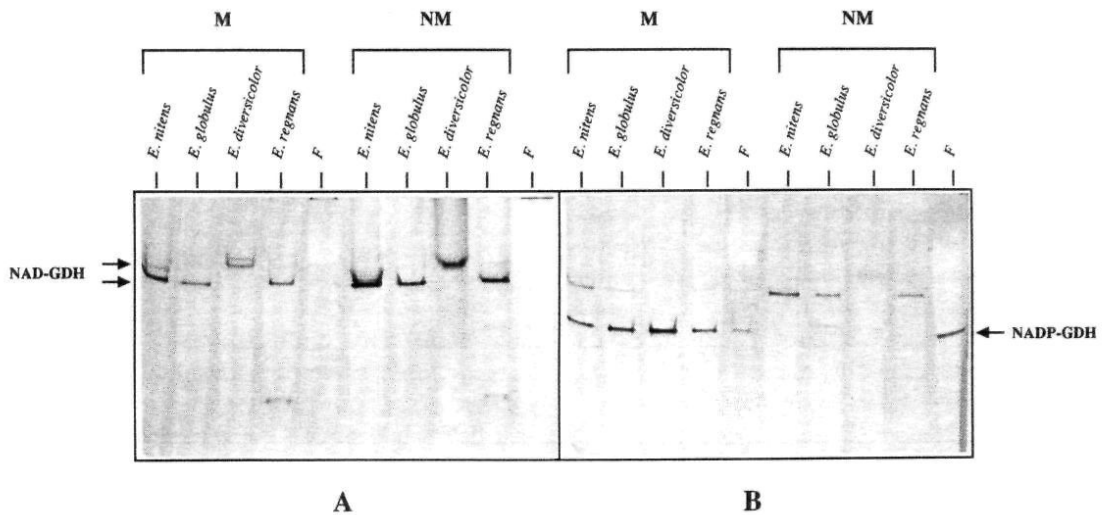 M
NM
M
NM
E. nitens
E. globulus
E. diversicolor
E. regnans
F
E. nitens
E. globulus
E. diversicolor
E. regnans
F
E. nitens
E. globulus
E. diversicolor
E. regnans
F
E. nitens
E. globulus
E. diversicolor
E. regnans
F
NAD-GDH
NADP-GDH
A
B